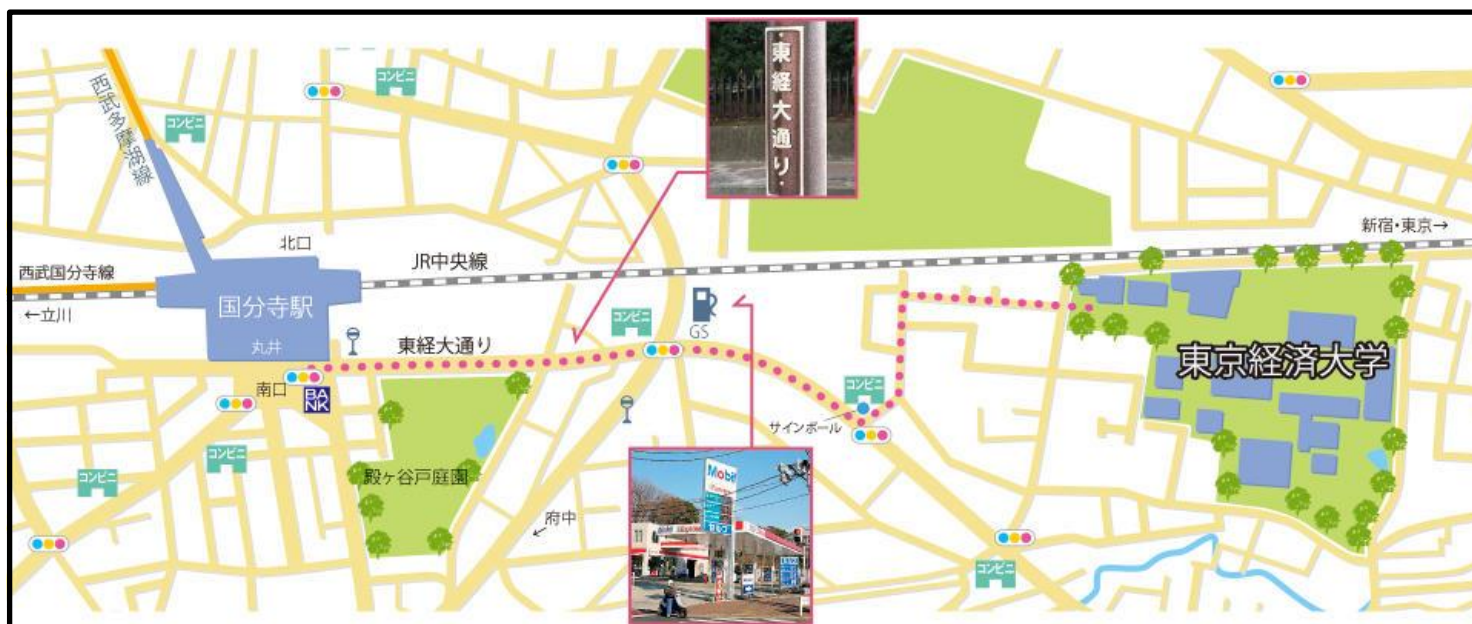 東経大通り
コンビニ
コンビニ
西武多摩湖線
北口
新宿・東京→
西武国分寺線
JR中央線
←立川
国分寺駅
丸井
東経大通り
コンビニ
GS
東京経済大学
南口
BA
NK
コンビニ
サインポール
コンビニ
コンビニ
殿ヶ谷戸庭園
府中
←
Mobil
コンビニ